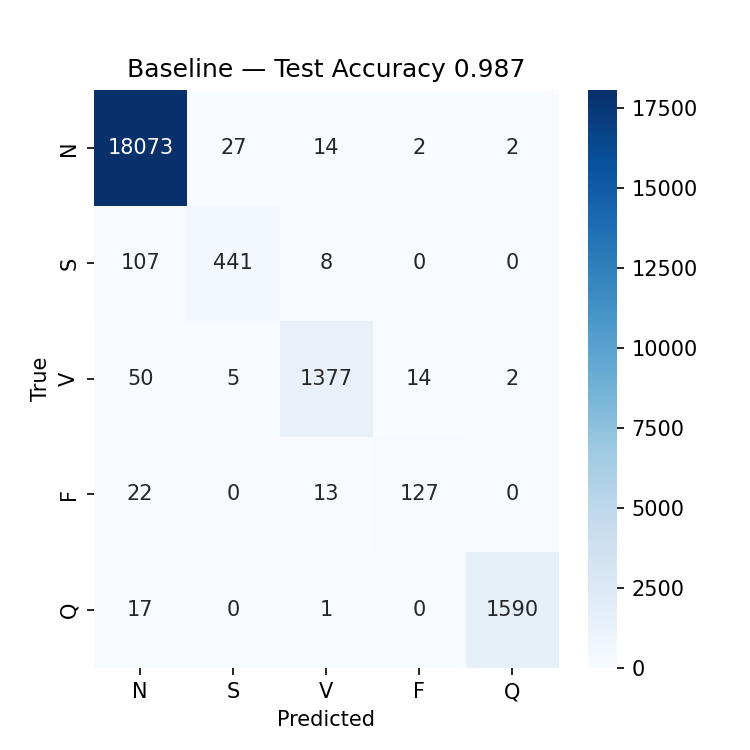 Baseline — Test Accuracy 0.987
N 18073 27 14 2 2
S 107 441 8 0 0
V 50 5 1377 14 2
F 22 0 13 127 0
Q 17 0 1 0 1590
N S V F Q
Predicted
True
17500
15000
12500
10000
7500
5000
2500
0